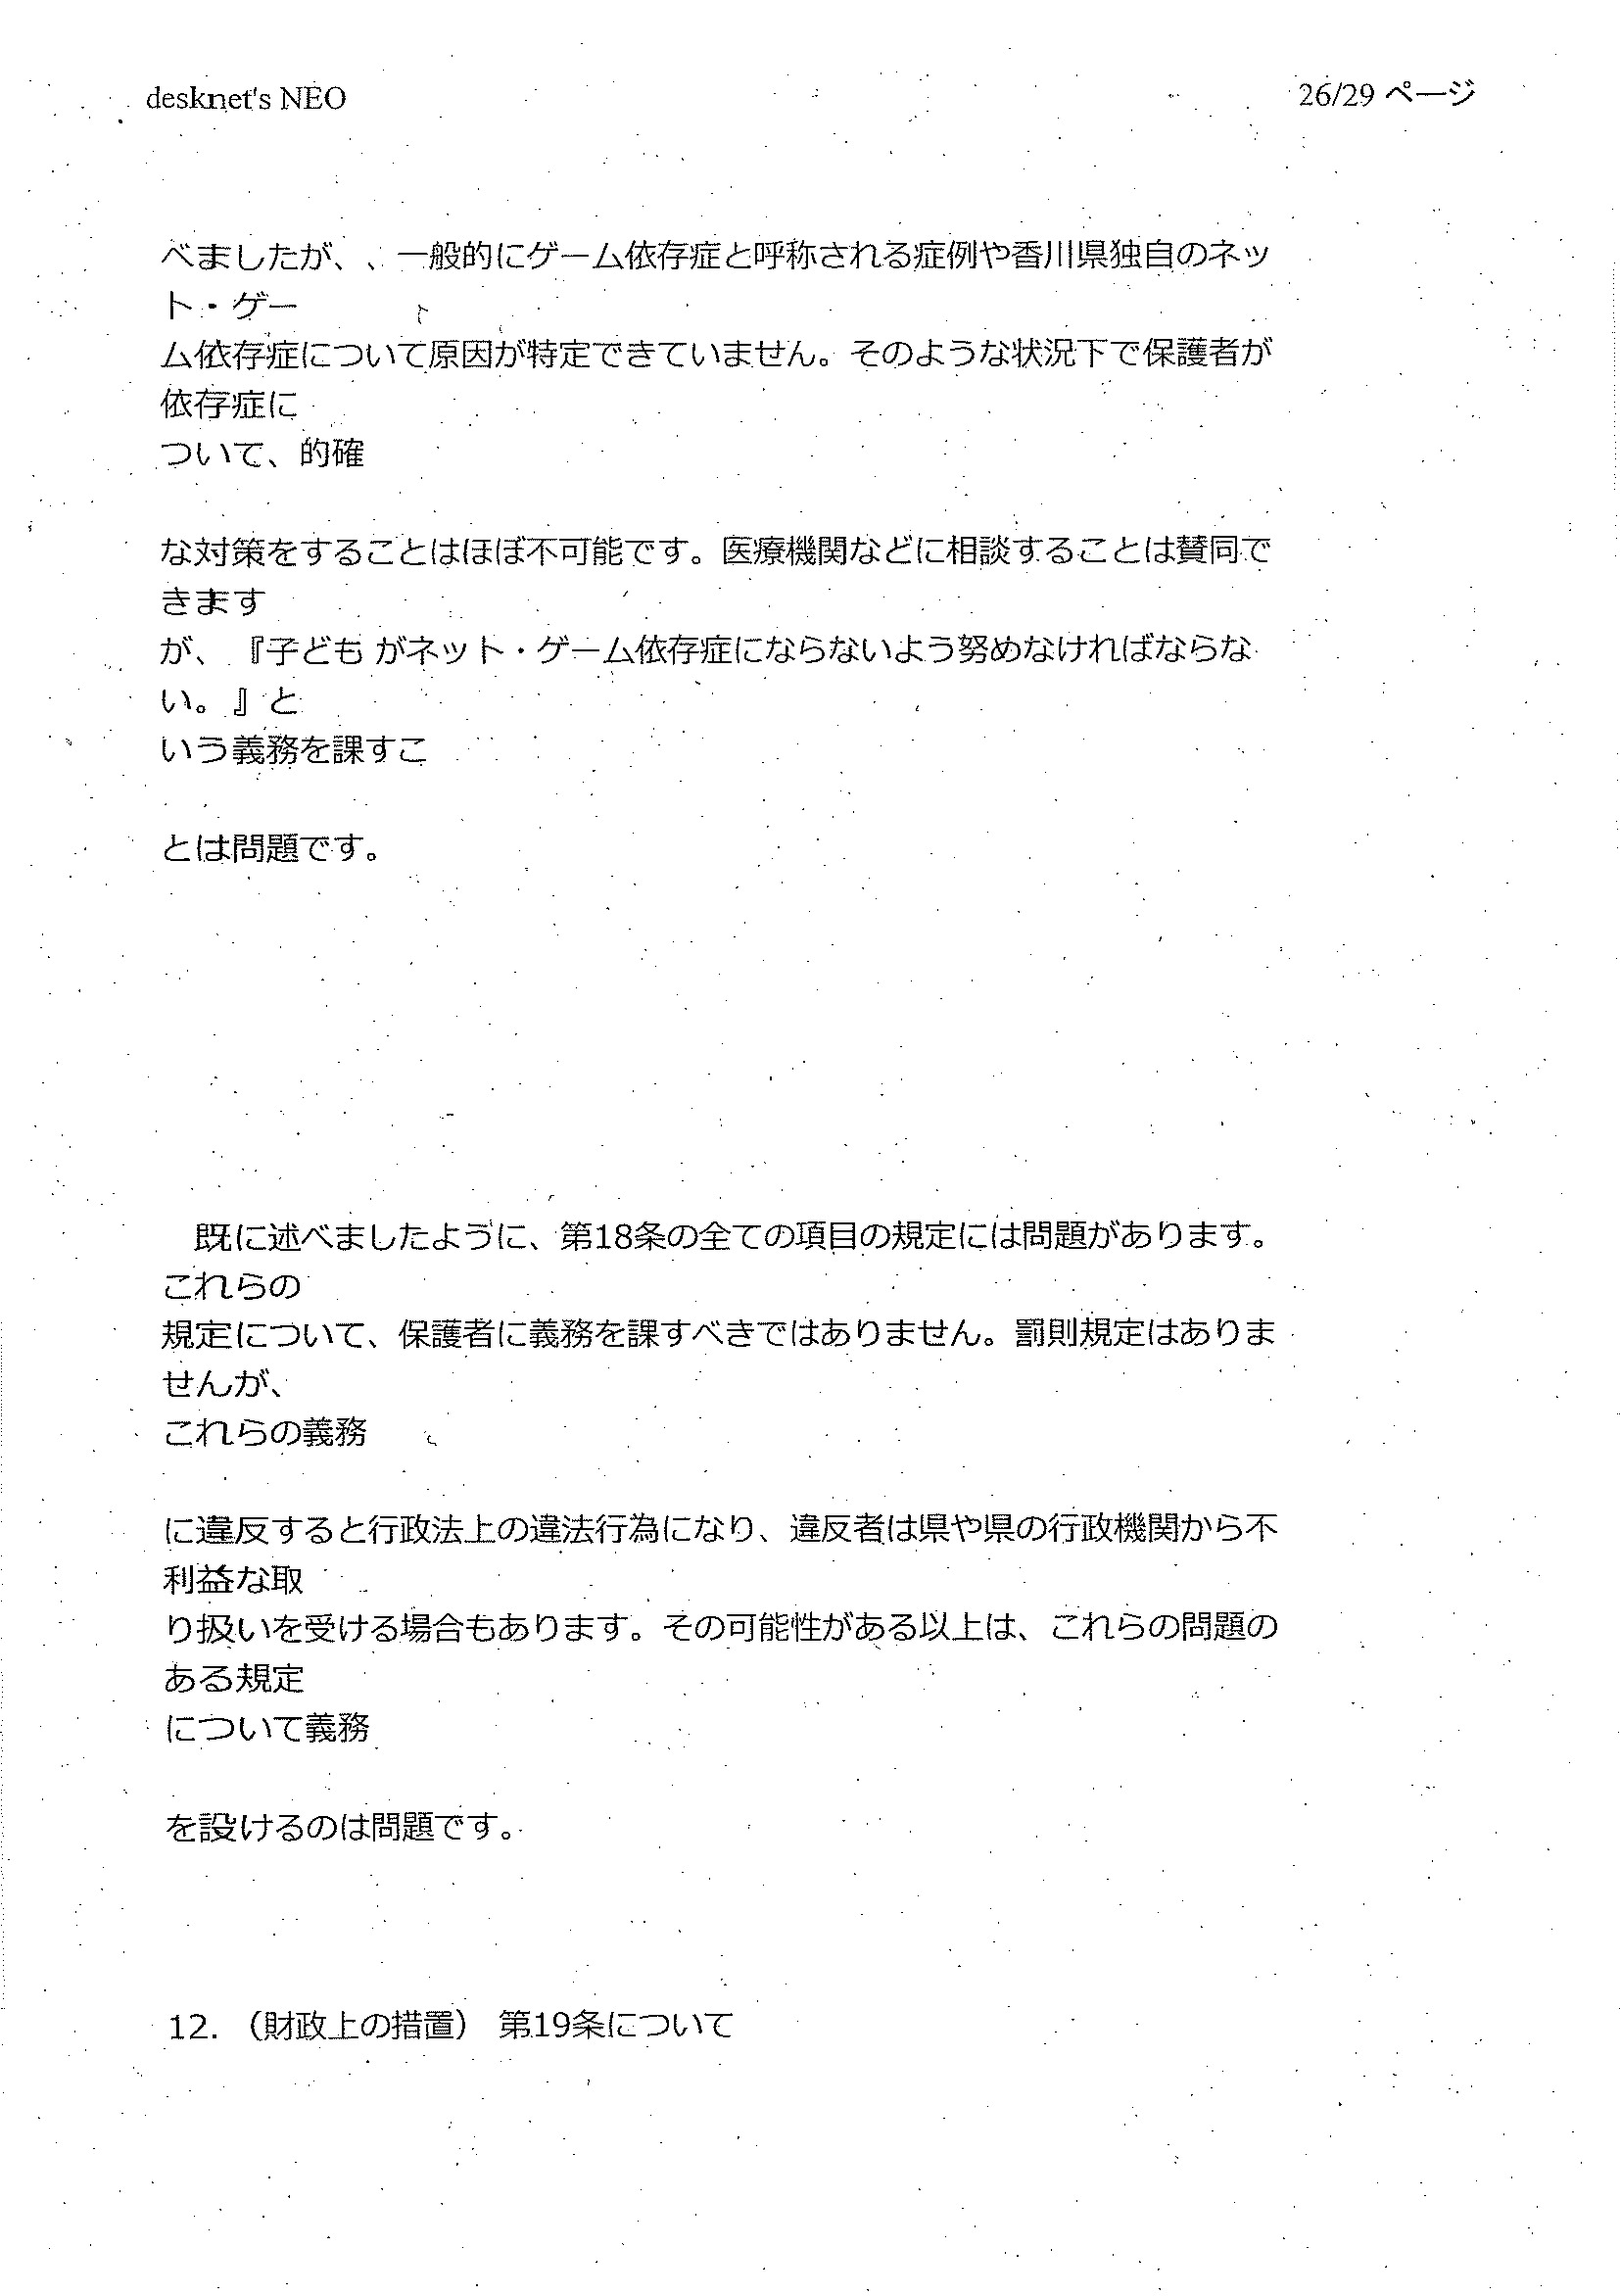 desknet's NEO
26/29 ページ
べましたが、、一般的にゲーム依存症と呼称される症例や香川県独自のネッ
ト・ゲー
ム依存症について原因が特定できていません。そのような状況下で保護者が
依存症に
ついて、的確
な対策をすることはほぼ不可能です。医療機関などに相談することは賛同で
きます
が、『子ども がネット・ゲーム依存症にならないよう努めなければならな
い。』と
いう義務を課すこ
とは問題です。
既に述べましたように、第18条の全ての項目の規定には問題があります。
これらの
規定について、保護者に義務を課すべきではありません。罰則規定はありま
せんが、
これらの義務
に違反すると行政法上の違法行為になり、違反者は県や県の行政機関から不
利益な取
り扱いを受ける場合もあります。その可能性がある以上は、これらの問題の
ある規定
について義務
を設けるのは問題です。
12. （財政上の措置） 第19条について